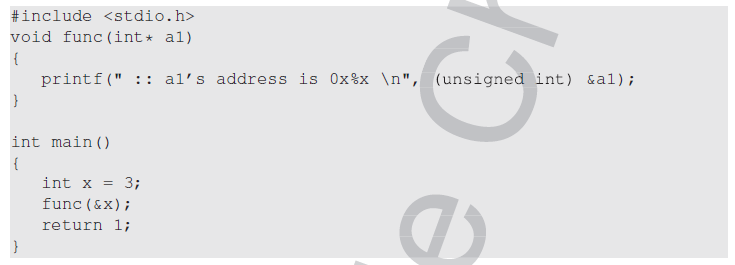 #include <stdio.h>
void func(int* a1)
{
   printf(" :: a1's address is 0x%x \n", (unsigned int) &a1);
}

int main()
{
   int x = 3;
   func(&x);
   return 1;
}